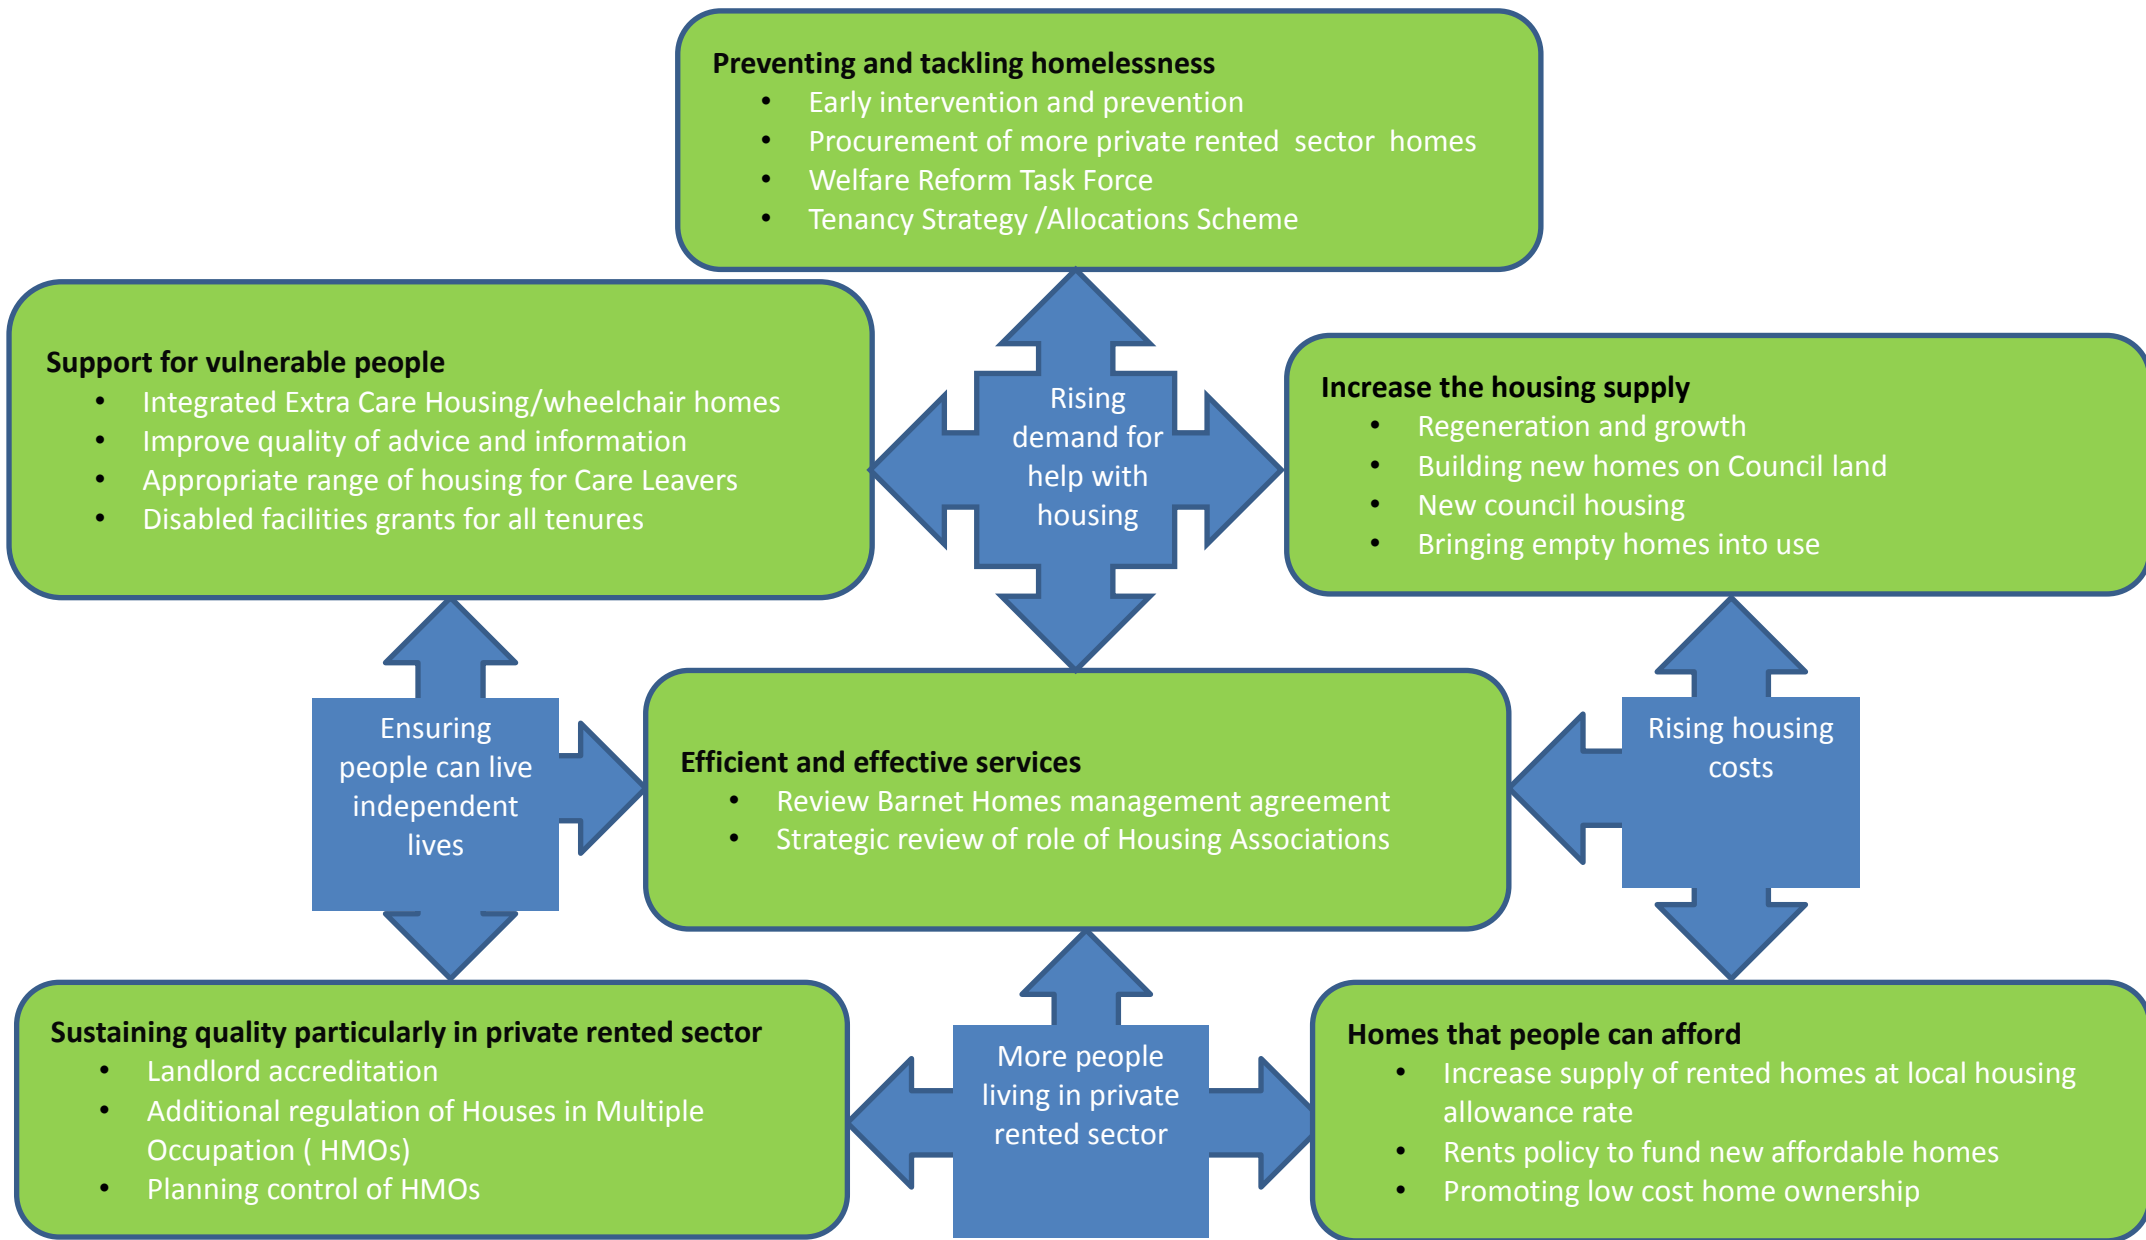 Preventing and tackling homelessness
• Early intervention and prevention
• Procurement of more private rented sector homes
• Welfare Reform Task Force
• Tenancy Strategy /Allocations Scheme
Support for vulnerable people
• Integrated Extra Care Housing/wheelchair homes
• Improve quality of advice and information
• Appropriate range of housing for Care Leavers
• Disabled facilities grants for all tenures
Rising
demand for
help with
housing
Increase the housing supply
• Regeneration and growth
• Building new homes on Council land
• New council housing
• Bringing empty homes into use
Ensuring
people can live
independent
lives
Efficient and effective services
• Review Barnet Homes management agreement
• Strategic review of role of Housing Associations
Rising housing
costs
Sustaining quality particularly in private rented sector
• Landlord accreditation
• Additional regulation of Houses in Multiple
Occupation ( HMOs)
• Planning control of HMOs
More people
living in private
rented sector
Homes that people can afford
• Increase supply of rented homes at local housing
allowance rate
• Rents policy to fund new affordable homes
• Promoting low cost home ownership